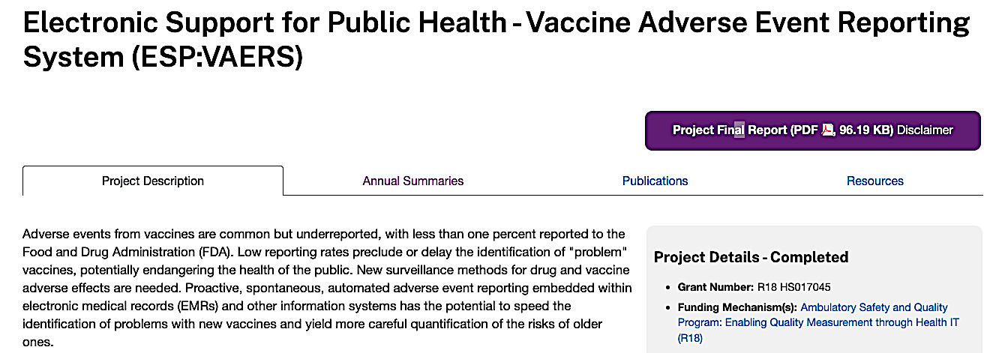 Electronic Support for Public Health - Vaccine Adverse Event Reporting
System (ESP:VAERS)
Project Final Report (PDF, 96.19 KB) Disclaimer
Project Description
Annual Summaries
Publications
Resources
Adverse events from vaccines are common but underreported, with less than one percent reported to the
Food and Drug Administration (FDA). Low reporting rates preclude or delay the identification of "problem"
vaccines, potentially endangering the health of the public. New surveillance methods for drug and vaccine
adverse effects are needed. Proactive, spontaneous, automated adverse event reporting embedded within
electronic medical records (EMRs) and other information systems has the potential to speed the
identification of problems with new vaccines and yield more careful quantification of the risks of older
ones.
Project Details - Completed
• Grant Number: R18 HS017045
• Funding Mechanism(s): Ambulatory Safety and Quality
Program: Enabling Quality Measurement through Health IT
(R18)